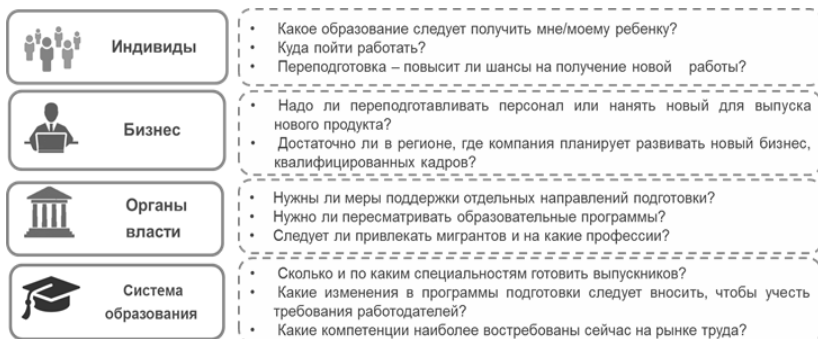 Индивиды
• Какое образование следует получить мне/моему ребенку?
• Куда пойти работать?
• Переподготовка – повысит ли шансы на получение новой работы?
Бизнес
• Надо ли переподготавливать персонал или нанять новый для выпуска
нового продукта?
• Достаточно ли в регионе, где компания планирует развивать новый бизнес,
квалифицированных кадров?
Органы
власти
• Нужны ли меры поддержки отдельных направлений подготовки?
• Нужно ли пересматривать образовательные программы?
• Следует ли привлекать мигрантов и на какие профессии?
Система
образования
• Сколько и по каким специальностям готовить выпускников?
• Какие изменения в программы подготовки следует вносить, чтобы учесть
требования работодателей?
• Какие компетенции наиболее востребованы сейчас на рынке труда?